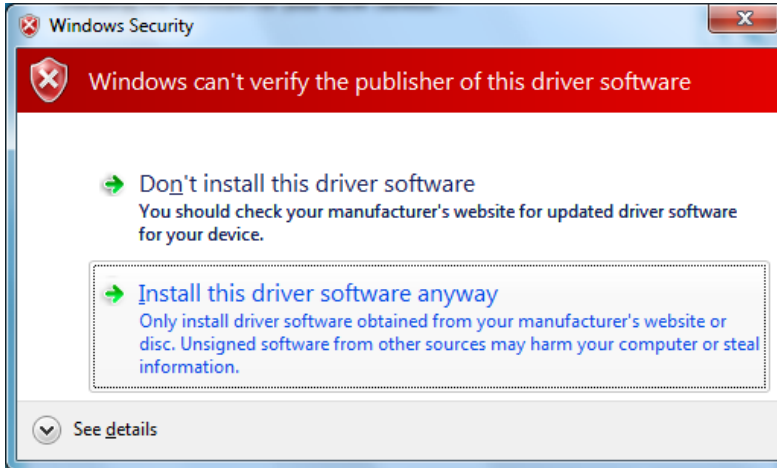 Windows Security
Windows can't verify the publisher of this driver software
Don't install this driver software
You should check your manufacturer's website for updated driver software
for your device.
Install this driver software anyway
Only install driver software obtained from your manufacturer's website or
disc. Unsigned software from other sources may harm your computer or steal
information.
See details